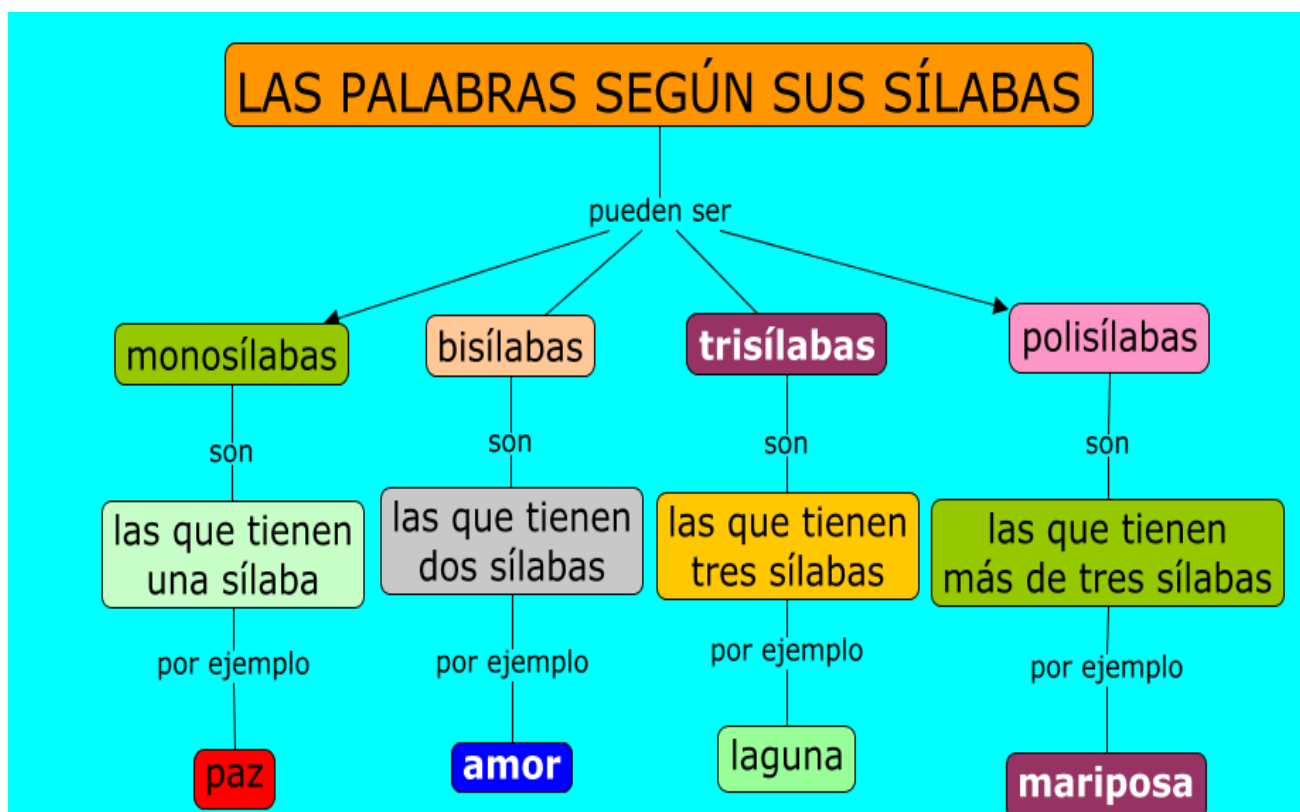 LAS PALABRAS SEGÚN SUS SÍLABAS
pueden ser
monosílabas
bisílabas
trisílabas
polisílabas
son
son
son
son
las que tienen
una sílaba
las que tienen
dos sílabas
las que tienen
tres sílabas
las que tienen
más de tres sílabas
por ejemplo
por ejemplo
por ejemplo
por ejemplo
paz
amor
laguna
mariposa